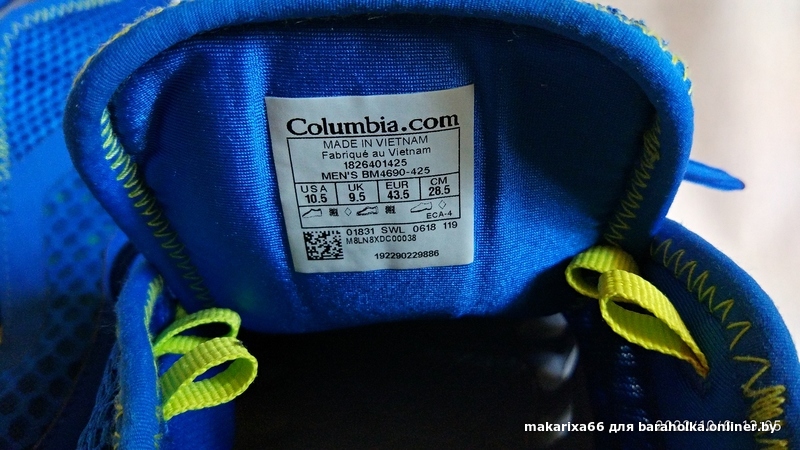 Columbia.com
MADE IN VIETNAM
Fabriqué au Vietnam
1826401425
MEN'S BM4690-425
USA UK EUR CM
10.5 9.5 43.5 28.5
ECA-4
01831 SWL 0618 119
M8LN8XDC00038
192290229886
makarixa66 для baraholka.onliner.by